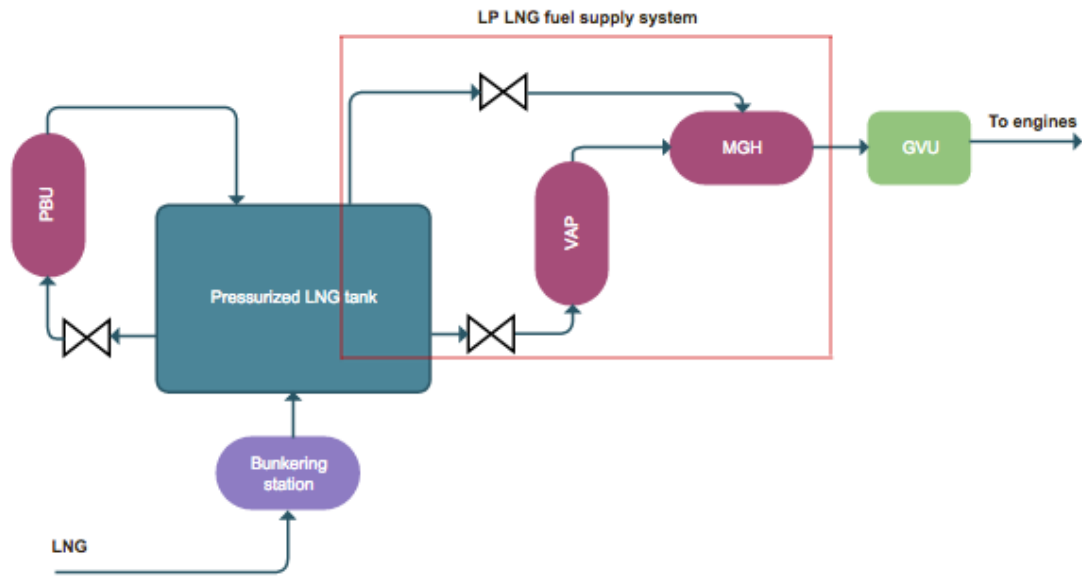 LP LNG fuel supply system
To engines
MGH
GVU
PBU
VAP
Pressurized LNG tank
Bunkering
station
LNG